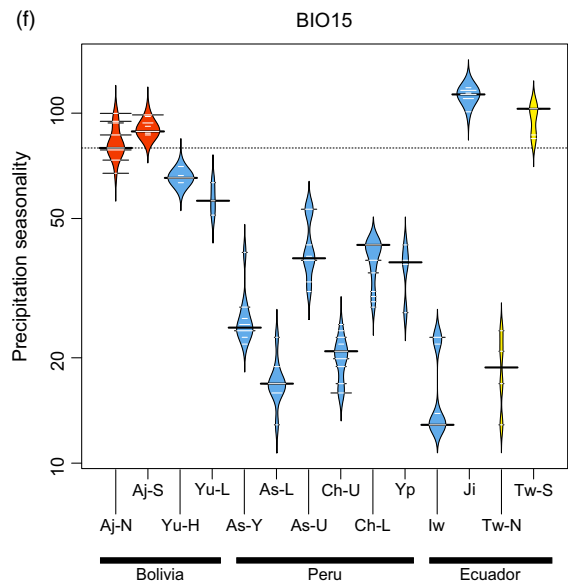 (f)
BIO15
Precipitation seasonality
100
50
20
10
Aj-S Yu-L As-L Ch-U Yp Ji Tw-S
Aj-N Yu-H As-Y As-U Ch-L Iw Tw-N
Bolivia Peru Ecuador